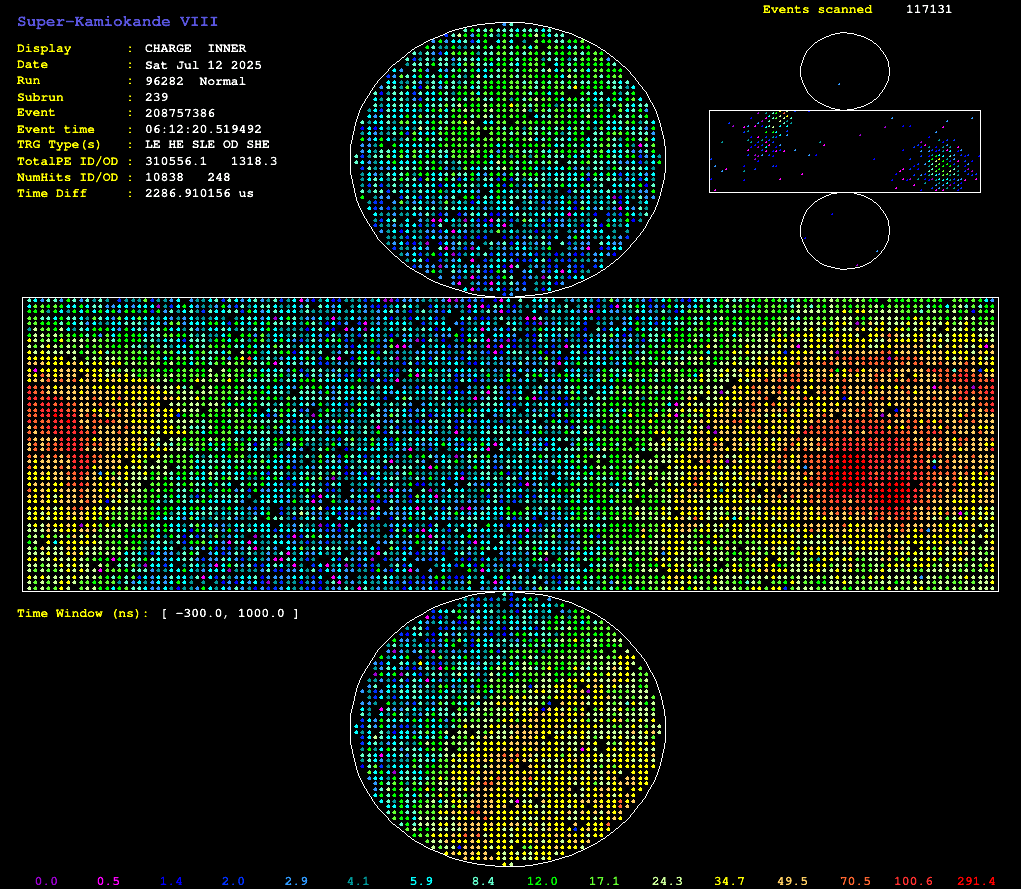 Super-Kamiokande VIII
Events scanned 117131
Display : CHARGE INNER
Date : Sat Jul 12 2025
Run : 96282 Normal
Subrun : 239
Event : 208757386
Event time : 06:12:20.519492
TRG Type(s) : LE HE SLE OD SHE
TotalPE ID/OD : 310556.1 1318.3
NumHits ID/OD : 10838 248
Time Diff : 2286.910156 us
Time Window (ns): [ -300.0, 1000.0 ]
0.0 0.5 1.4 2.0 2.9 4.1 5.9 8.4 12.0 17.1 24.3 34.7 49.5 70.5 100.6 291.4